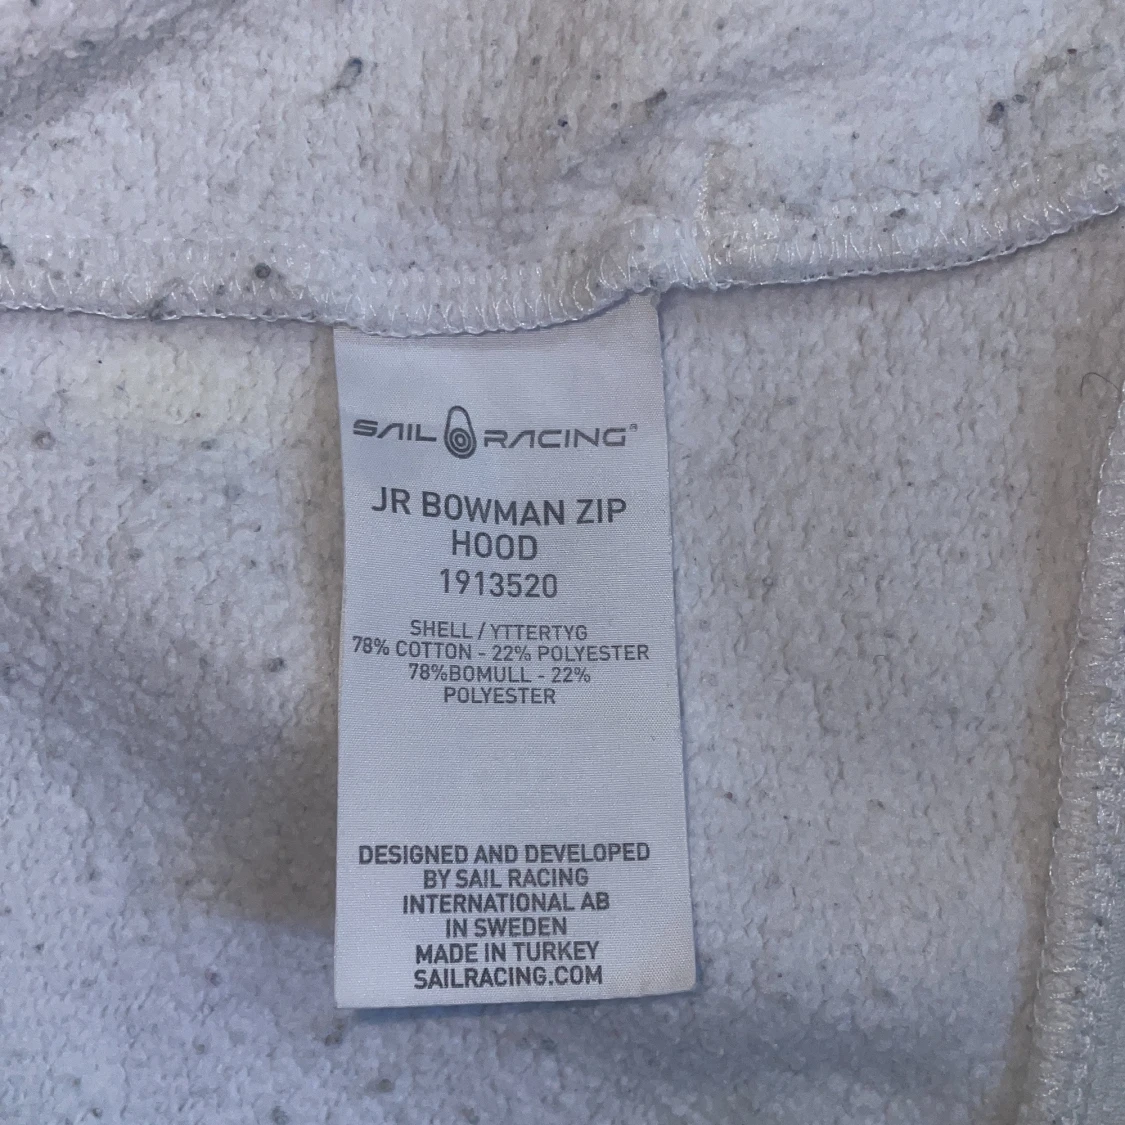 SAIL RACING®
JR BOWMAN ZIP
HOOD
1913520
SHELL / YTTERTYG
78% COTTON - 22% POLYESTER
78%BOMULL - 22%
POLYESTER
DESIGNED AND DEVELOPED
BY SAIL RACING
INTERNATIONAL AB
IN SWEDEN
MADE IN TURKEY
SAILRACING.COM